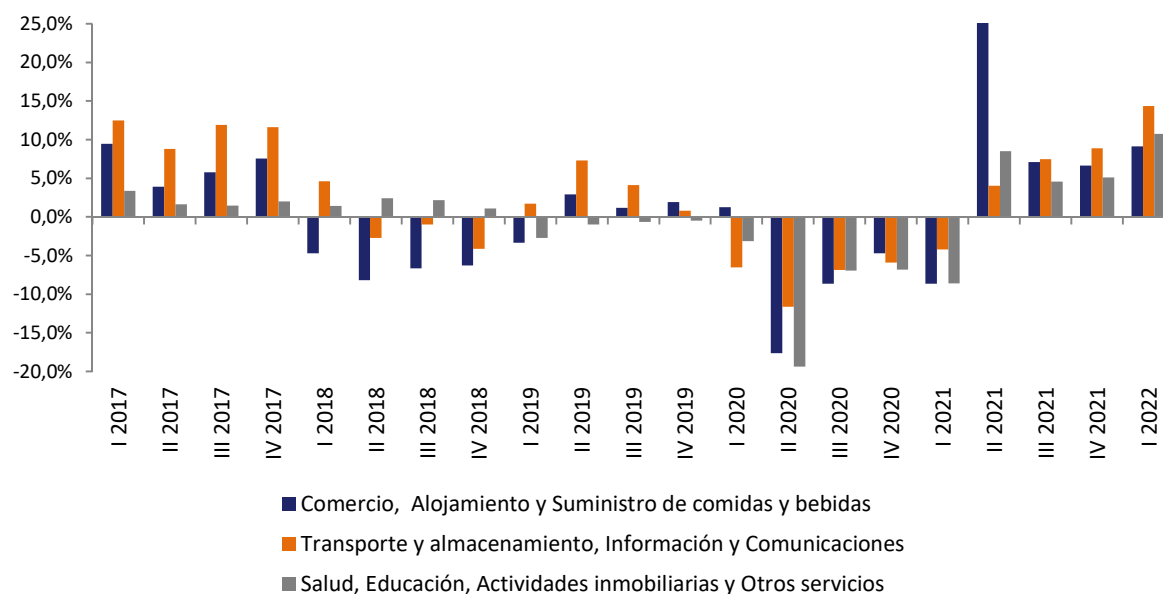 25,0%
20,0%
15,0%
10,0%
5,0%
0,0%
-5,0%
-10,0%
-15,0%
-20,0%
I 2017
II 2017
III 2017
IV 2017
I 2018
II 2018
III 2018
IV 2018
I 2019
II 2019
III 2019
IV 2019
I 2020
II 2020
III 2020
IV 2020
I 2021
II 2021
III 2021
IV 2021
I 2022
Comercio, Alojamiento y Suministro de comidas y bebidas
Transporte y almacenamiento, Información y Comunicaciones
Salud, Educación, Actividades inmobiliarias y Otros servicios